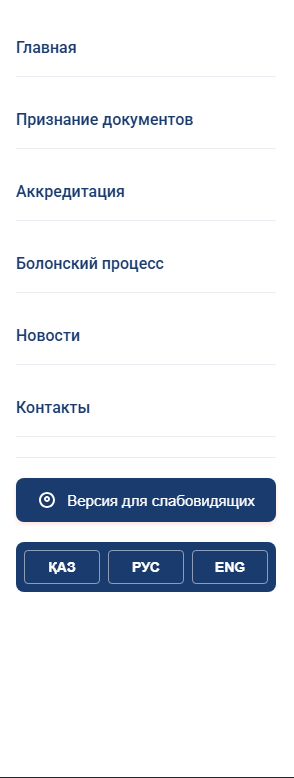 Главная
Признание документов
Аккредитация
Болонский процесс
Новости
Контакты
Версия для слабовидящих
ҚАЗ РУС ENG